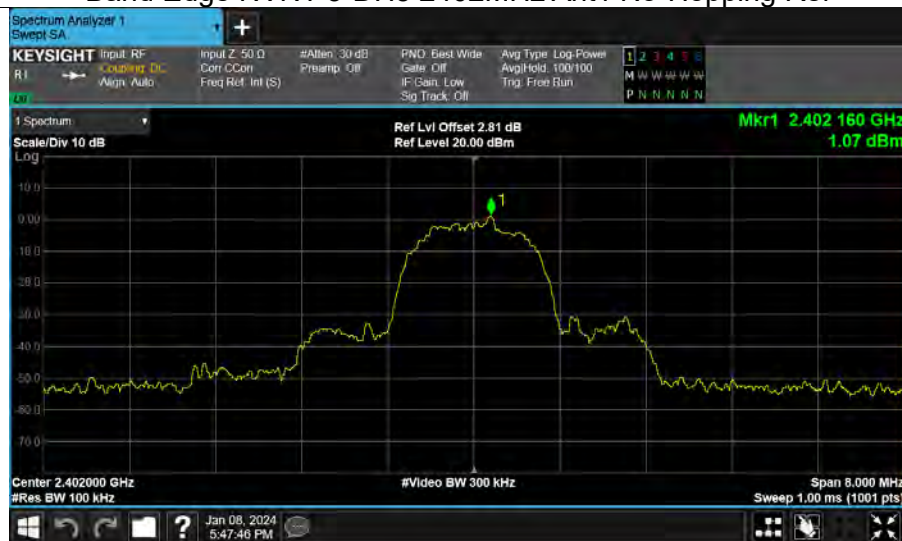 Spectrum Analyzer 1
Swept SA
+
KEYSIGHT Input: RF
Coupling: DC
Align: Auto
Input Z: 50 Ω
Corr CCorr
Freq Ref: Int (S)
#Atten: 30 dB
Preamp: Off
PNO: Best Wide
Gate: Off
IF Gain: Low
Sig Track: Off
Avg Type: Log-Power
Avg|Hold: 100/100
Trig: Free Run
1 2 3 4 5 6
M W W W W W
P N N N N N
1 Spectrum
Scale/Div 10 dB
Log
Ref Lvl Offset 2.81 dB
Ref Level 20.00 dBm
Mkr1 2.402 160 GHz
1.07 dBm
10.0
0.00
-10.0
-20.0
-30.0
-40.0
-50.0
-60.0
-70.0
1
Center 2.402000 GHz
#Res BW 100 kHz
#Video BW 300 kHz
Span 8.000 MHz
Sweep 1.00 ms (1001 pts)
?
Jan 08, 2024
5:47:46 PM